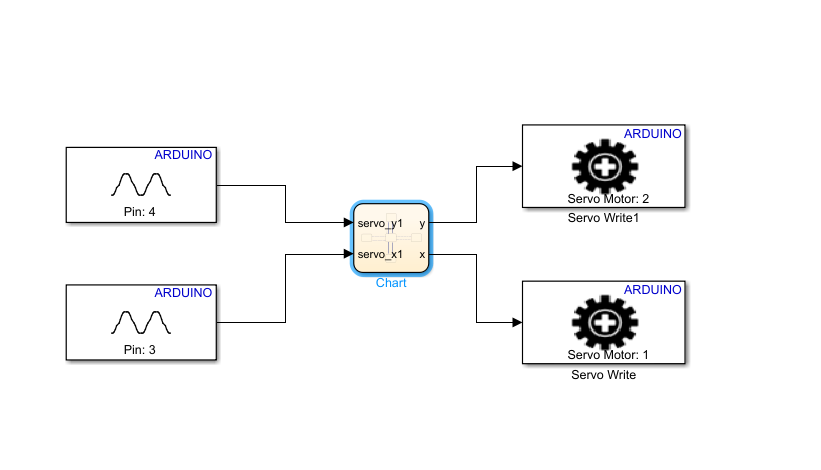 ARDUINO
Pin: 4
ARDUINO
Pin: 3
servo_y1
y
servo_x1
x
Chart
ARDUINO
Servo Motor: 2
Servo Write1
ARDUINO
Servo Motor: 1
Servo Write